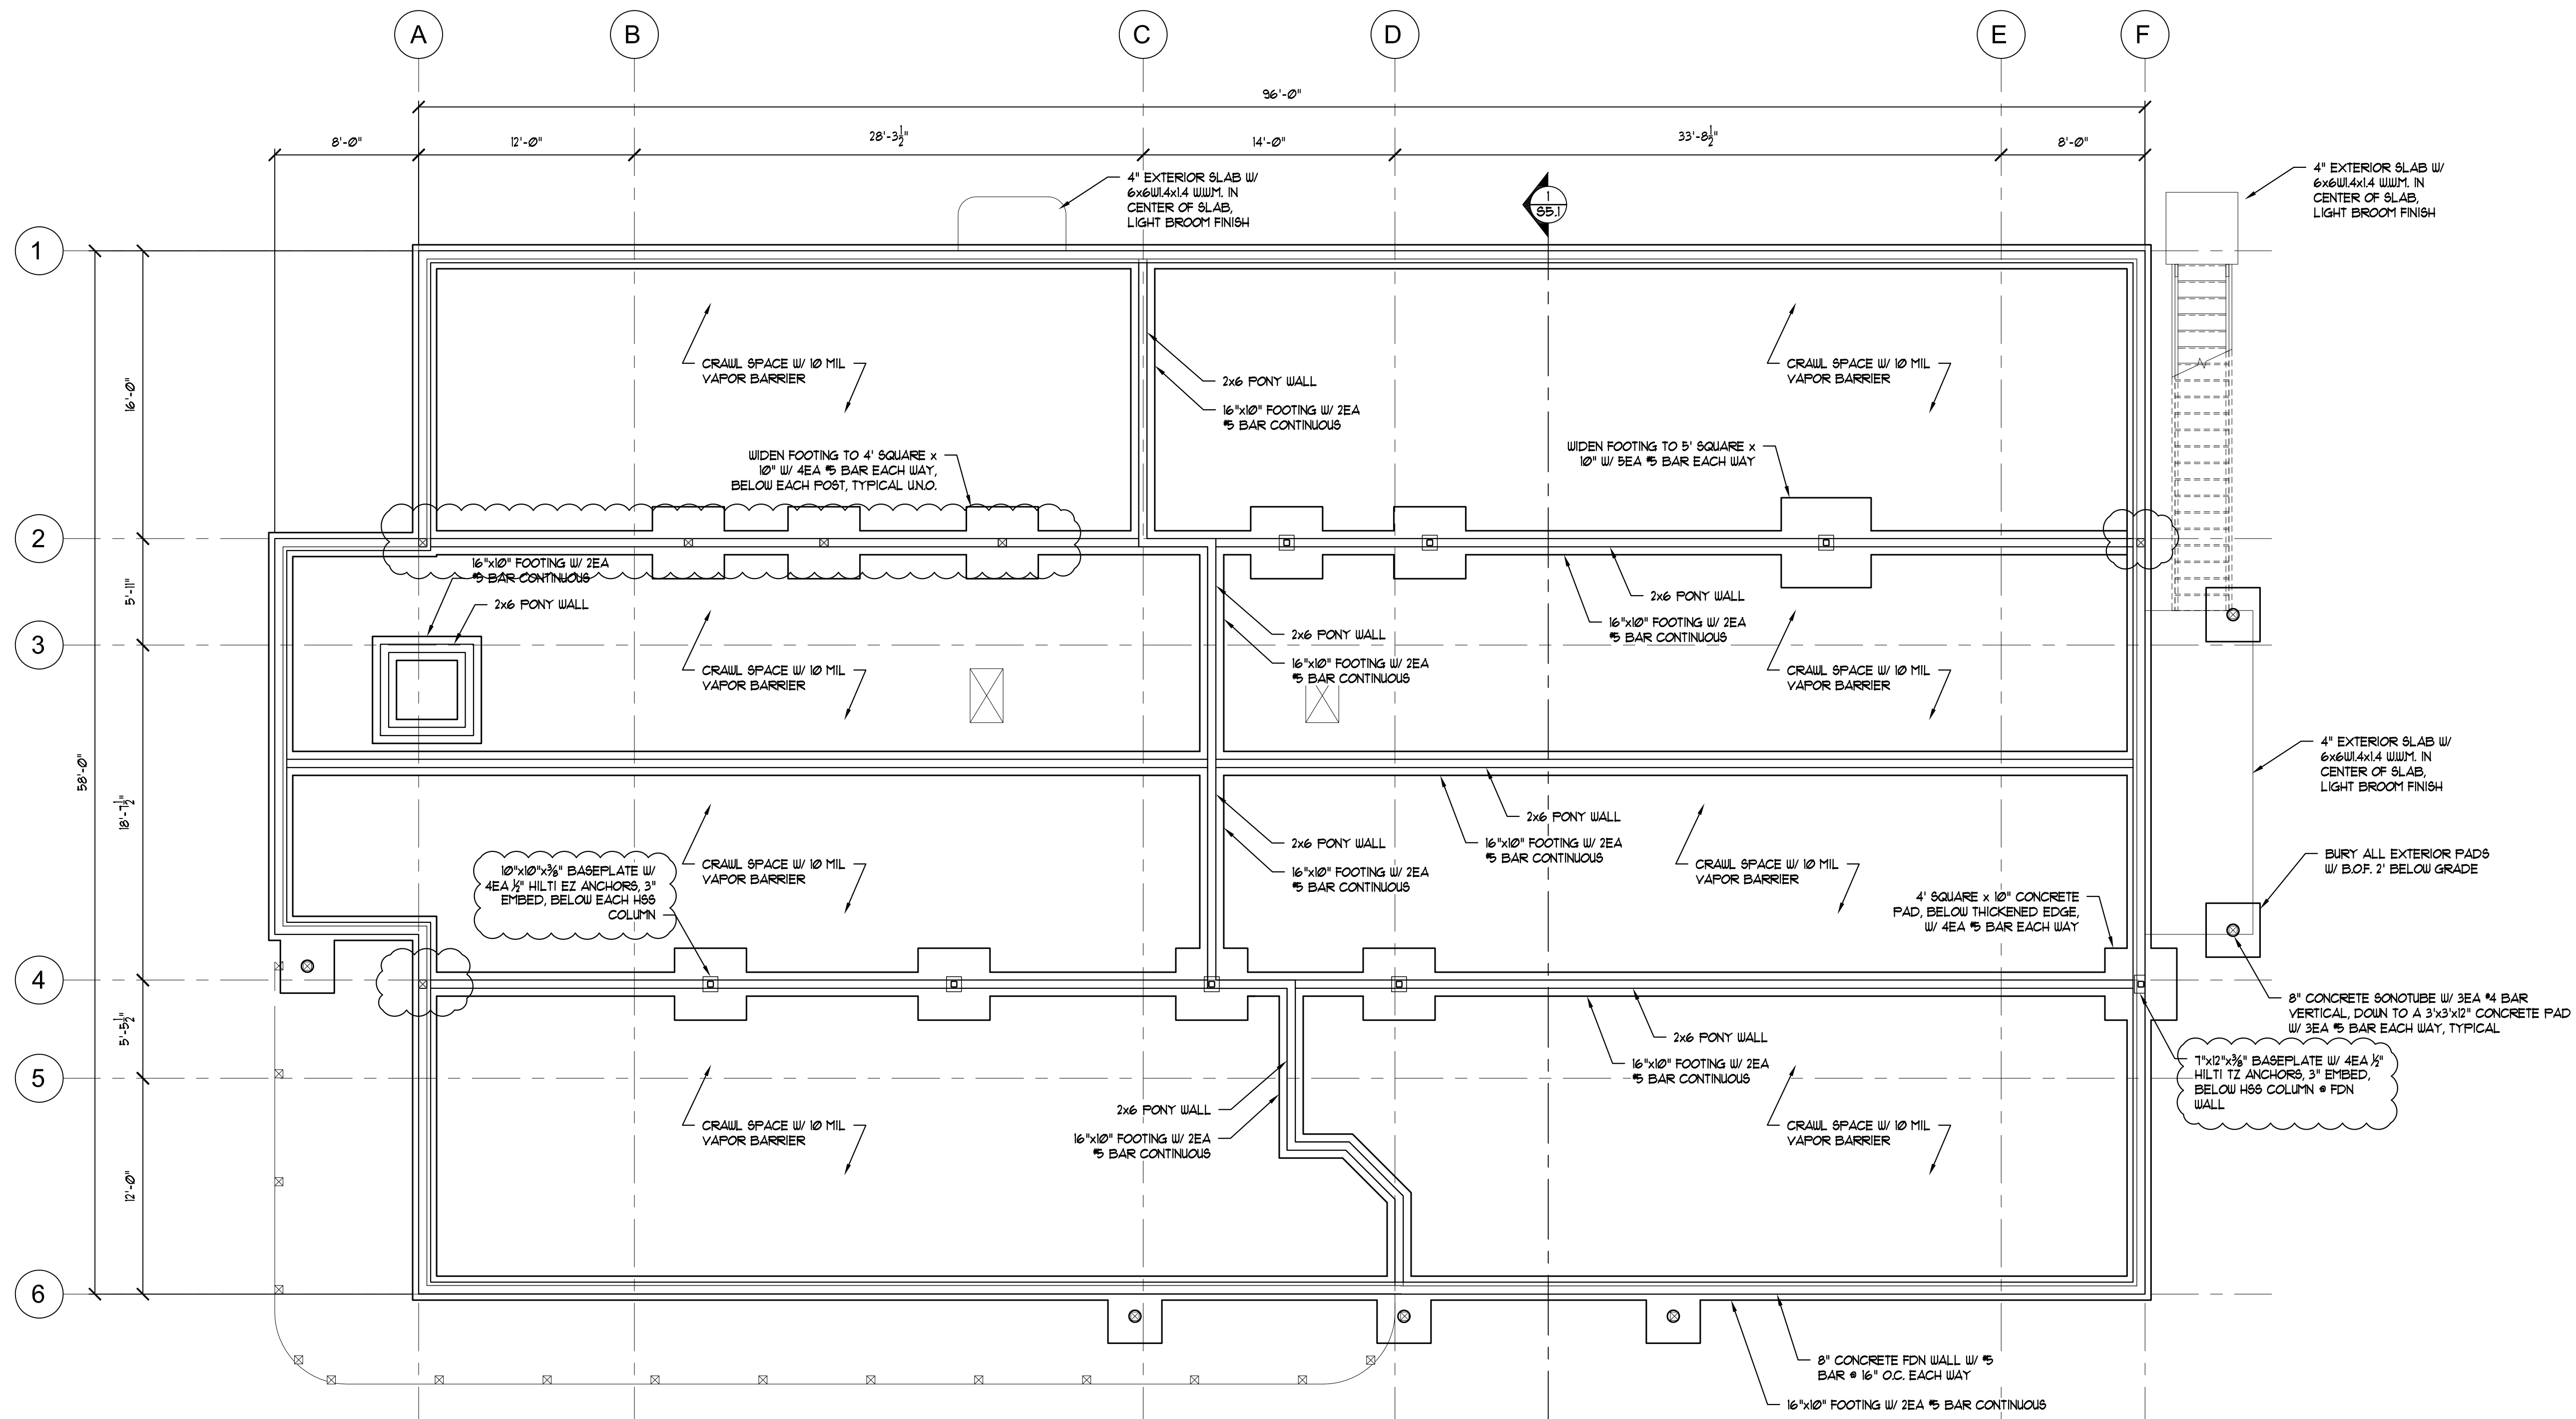 A
B
C
D
E
F
96'-0"
8'-0"
12'-0"
28'-3½"
14'-0"
33'-8½"
8'-0"
4" EXTERIOR SLAB W/
6x6W1.4x1.4 W.W.M. IN
CENTER OF SLAB,
LIGHT BROOM FINISH
1
S5.1
4" EXTERIOR SLAB W/
6x6W1.4x1.4 W.W.M. IN
CENTER OF SLAB,
LIGHT BROOM FINISH
1
2
3
4
5
6
58'-0"
16'-0"
5'-11"
18'-7½"
5'-5½"
12'-0"
CRAWL SPACE W/ 10 MIL
VAPOR BARRIER
2x6 PONY WALL
16"x10" FOOTING W/ 2EA
#5 BAR CONTINUOUS
CRAWL SPACE W/ 10 MIL
VAPOR BARRIER
WIDEN FOOTING TO 4' SQUARE x
10" W/ 4EA #5 BAR EACH WAY,
BELOW EACH POST, TYPICAL U.N.O.
WIDEN FOOTING TO 5' SQUARE x
10" W/ 5EA #5 BAR EACH WAY
16"x10" FOOTING W/ 2EA
#5 BAR CONTINUOUS
2x6 PONY WALL
2x6 PONY WALL
16"x10" FOOTING W/ 2EA
#5 BAR CONTINUOUS
2x6 PONY WALL
16"x10" FOOTING W/ 2EA
#5 BAR CONTINUOUS
CRAWL SPACE W/ 10 MIL
VAPOR BARRIER
CRAWL SPACE W/ 10 MIL
VAPOR BARRIER
4" EXTERIOR SLAB W/
6x6W1.4x1.4 W.W.M. IN
CENTER OF SLAB,
LIGHT BROOM FINISH
10"x10"x⅜" BASEPLATE W/
4EA ½" HILTI EZ ANCHORS, 3"
EMBED, BELOW EACH HSS
COLUMN
CRAWL SPACE W/ 10 MIL
VAPOR BARRIER
2x6 PONY WALL
16"x10" FOOTING W/ 2EA
#5 BAR CONTINUOUS
2x6 PONY WALL
16"x10" FOOTING W/ 2EA
#5 BAR CONTINUOUS
CRAWL SPACE W/ 10 MIL
VAPOR BARRIER
BURY ALL EXTERIOR PADS
W/ B.O.F. 2' BELOW GRADE
4' SQUARE x 10" CONCRETE
PAD, BELOW THICKENED EDGE,
W/ 4EA #5 BAR EACH WAY
8" CONCRETE SONOTUBE W/ 3EA #4 BAR
VERTICAL, DOWN TO A 3'x3'x12" CONCRETE PAD
W/ 3EA #5 BAR EACH WAY, TYPICAL
2x6 PONY WALL
16"x10" FOOTING W/ 2EA
#5 BAR CONTINUOUS
7"x12"x⅜" BASEPLATE W/ 4EA ½"
HILTI TZ ANCHORS, 3" EMBED,
BELOW HSS COLUMN @ FDN
WALL
CRAWL SPACE W/ 10 MIL
VAPOR BARRIER
2x6 PONY WALL
16"x10" FOOTING W/ 2EA
#5 BAR CONTINUOUS
CRAWL SPACE W/ 10 MIL
VAPOR BARRIER
8" CONCRETE FDN WALL W/ #5
BAR @ 16" O.C. EACH WAY
16"x10" FOOTING W/ 2EA #5 BAR CONTINUOUS